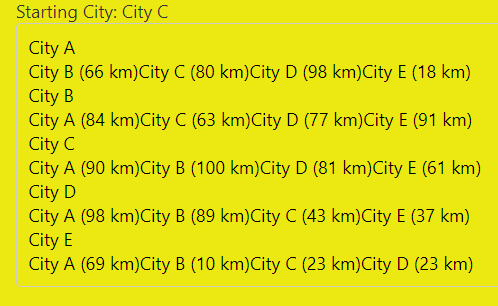 Starting City: City C
City A
City B (66 km)City C (80 km)City D (98 km)City E (18 km)
City B
City A (84 km)City C (63 km)City D (77 km)City E (91 km)
City C
City A (90 km)City B (100 km)City D (81 km)City E (61 km)
City D
City A (98 km)City B (89 km)City C (43 km)City E (37 km)
City E
City A (69 km)City B (10 km)City C (23 km)City D (23 km)